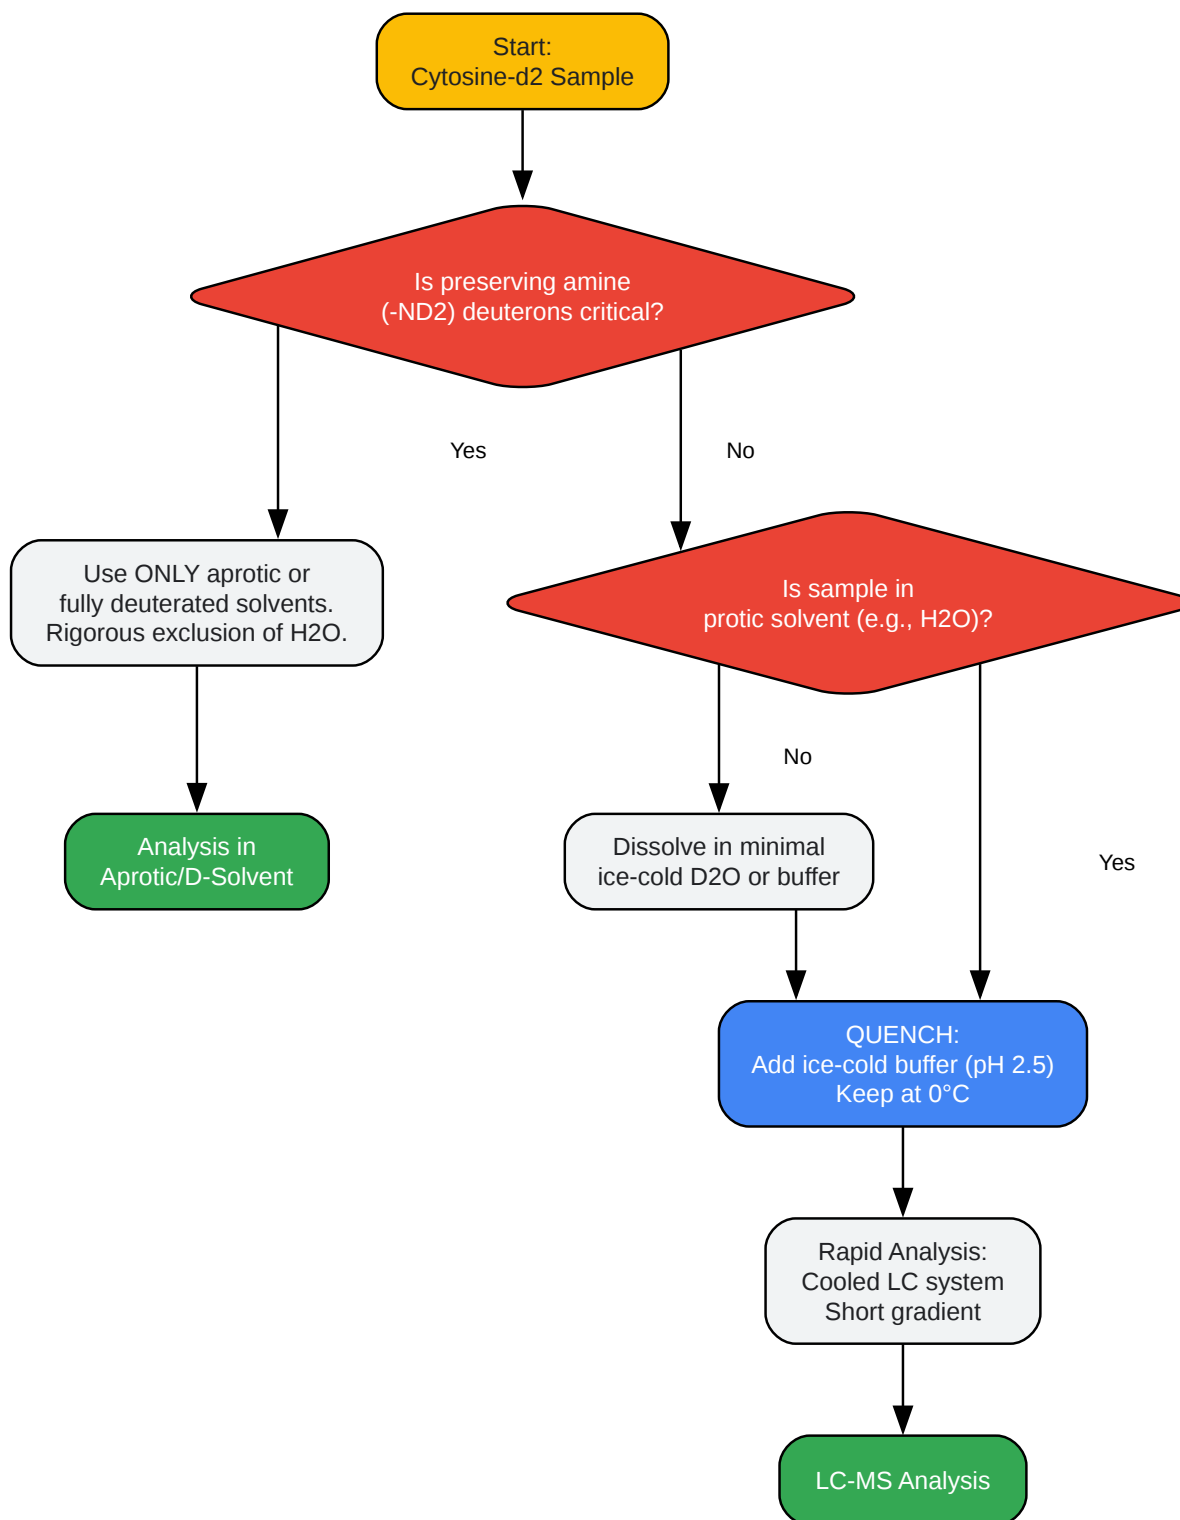 Start:
Cytosine-d2 Sample
Is preserving amine
(-ND2) deuterons critical?
Yes
No
Use ONLY aprotic or
fully deuterated solvents.
Rigorous exclusion of H2O.
Is sample in
protic solvent (e.g., H2O)?
No
Analysis in
Aprotic/D-Solvent
Dissolve in minimal
ice-cold D2O or buffer
Yes
QUENCH:
Add ice-cold buffer (pH 2.5)
Keep at 0°C
Rapid Analysis:
Cooled LC system
Short gradient
LC-MS Analysis